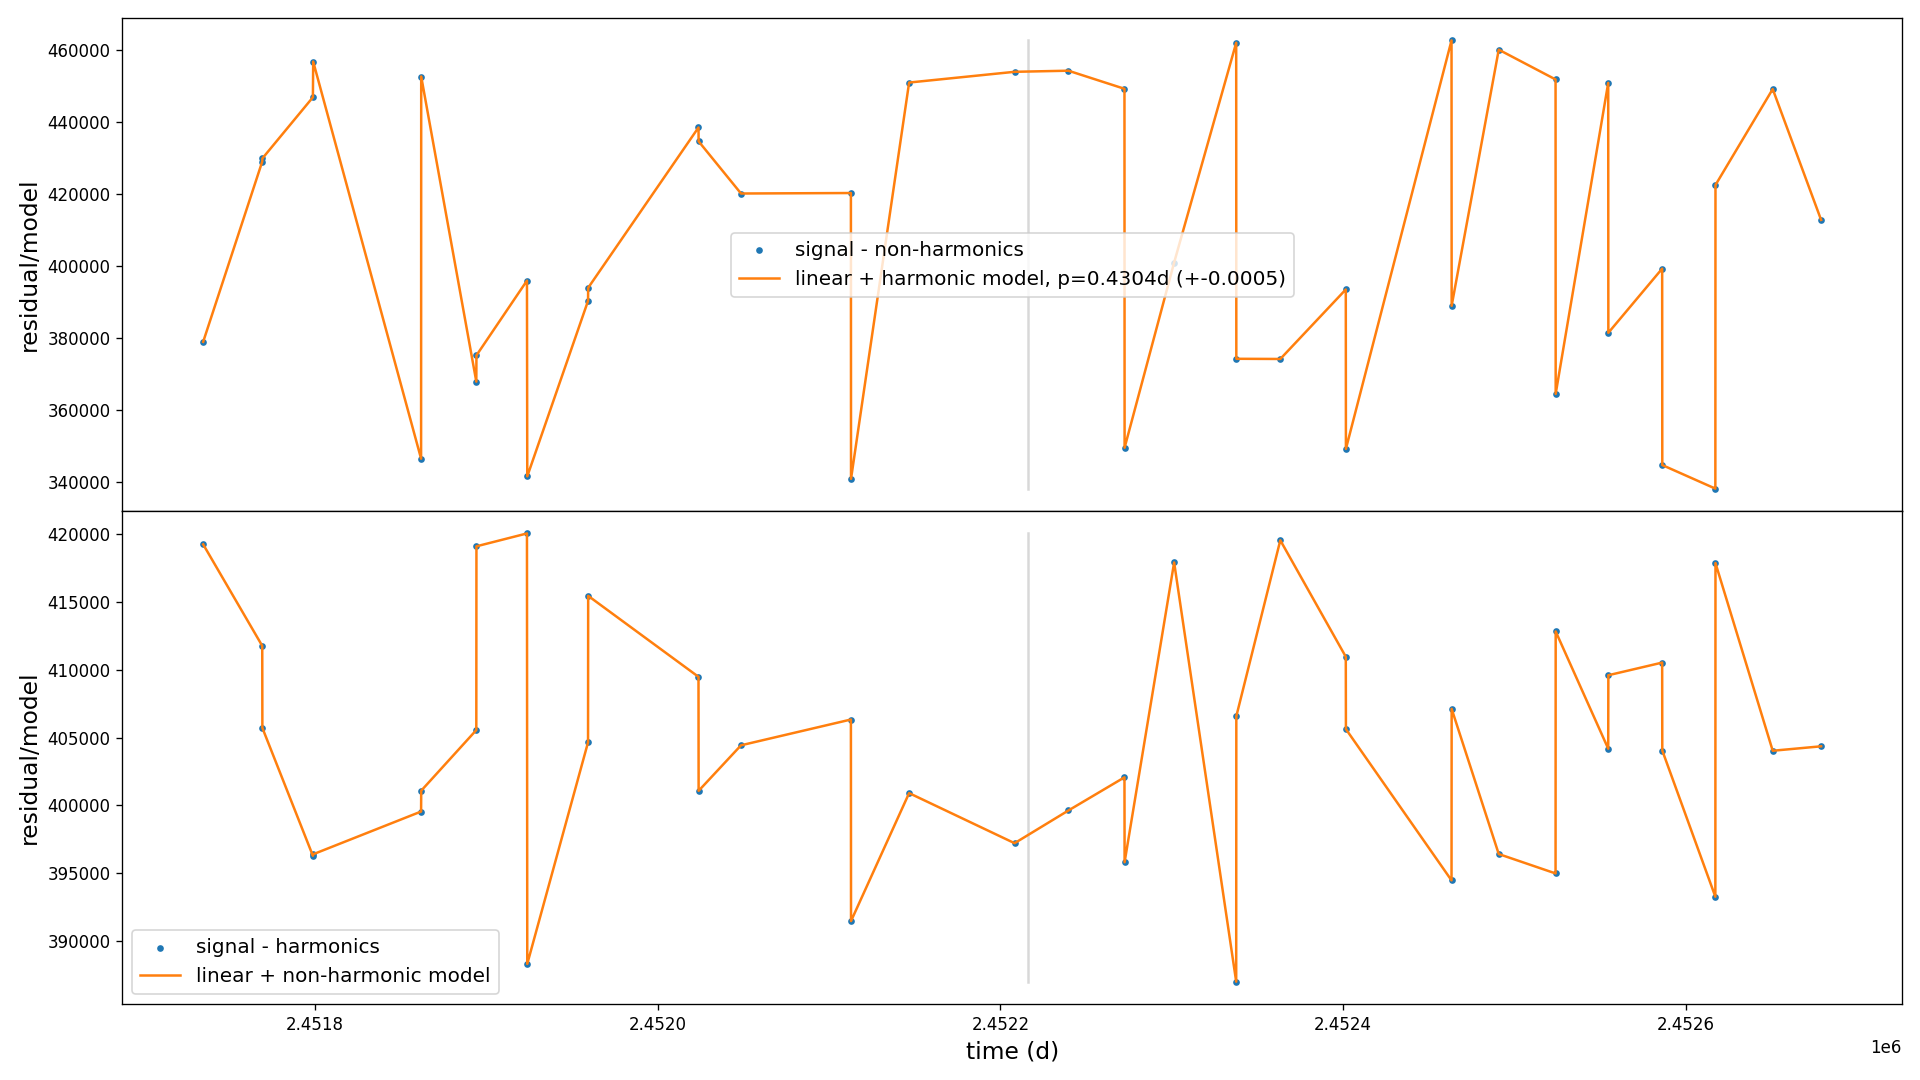 460000
440000
420000
400000
380000
360000
340000
residual/model
signal - non-harmonics
linear + harmonic model, p=0.4304d (+-0.0005)
420000
415000
410000
405000
400000
395000
390000
residual/model
signal - harmonics
linear + non-harmonic model
2.4518
2.4520
2.4522
2.4524
2.4526
time (d)
1e6